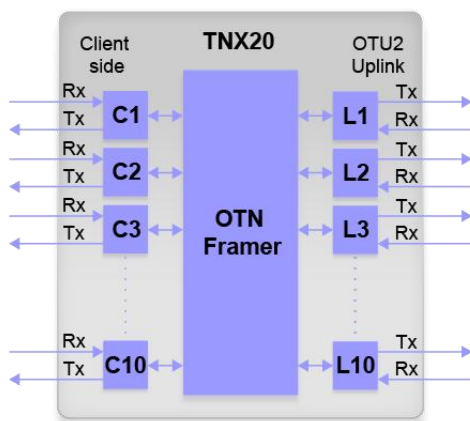 Client
side
TNX20
OTU2
Uplink
Rx
Tx
C1
L1
Tx
Rx
Rx
Tx
C2
L2
Tx
Rx
Rx
Tx
C3
OTN
Framer
L3
Tx
Rx
Rx
Tx
C10
L10
Tx
Rx